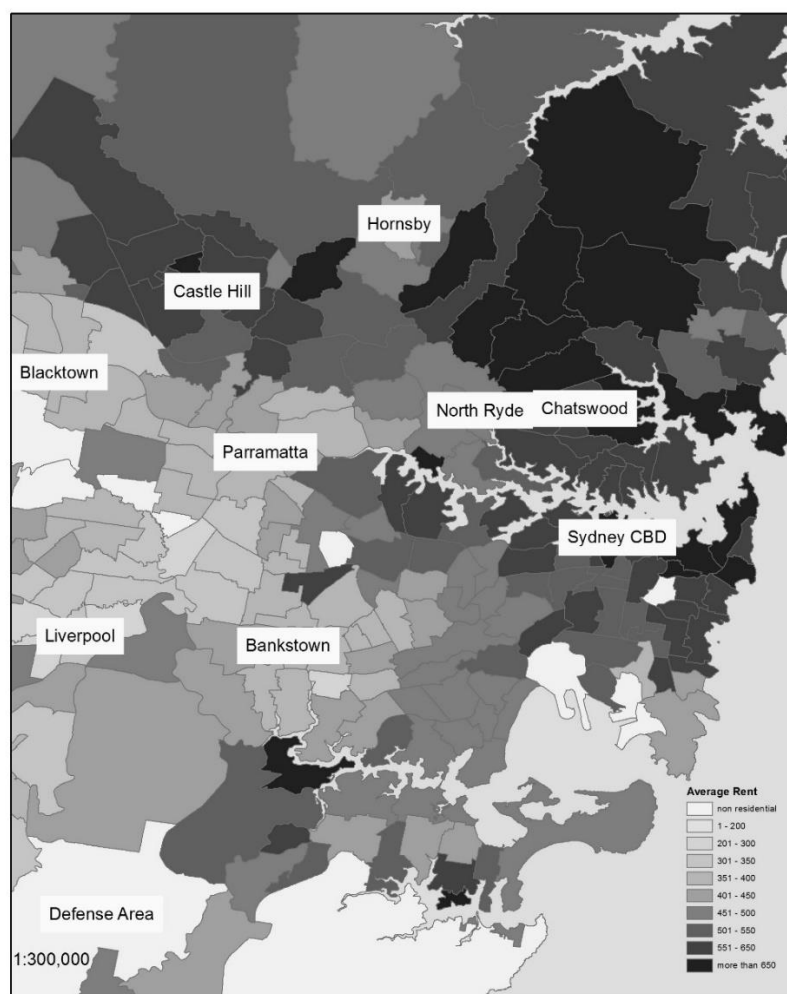 Hornsby
Castle Hill
Blacktown
North Ryde
Chatswood
Parramatta
Sydney CBD
Liverpool
Bankstown
Defense Area
1:300,000
Average Rent
non residential
1 - 200
201 - 300
301 - 350
351 - 400
401 - 450
451 - 500
501 - 550
551 - 650
more than 650